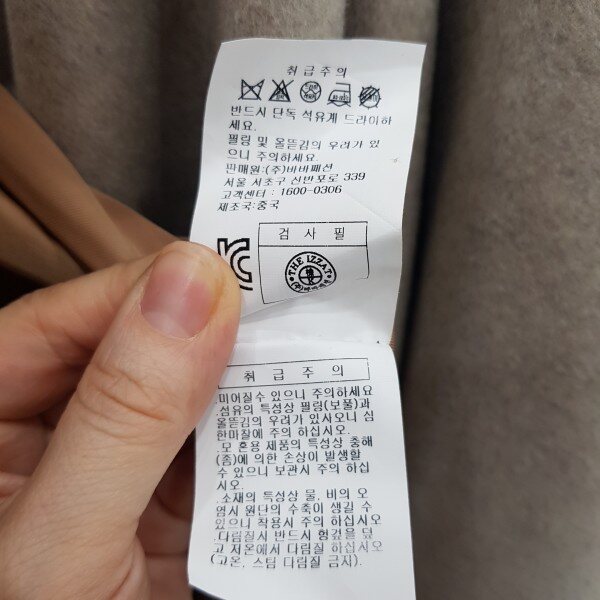 취급주의
반드시 단독 석유계 드라이하
세요.
필링 및 올뜯김의 우려가 있
으니 주의하세요.
판매원:(주)바바패션
서울 서초구 신반포로 339
고객센터 : 1600-0306
제조국:중국
검 사 필
THE IZZAT
취 급 주 의
.미어질수 있으니 주의하세요
.섬유의 특성상 필링(보풀)과
올뜯김의 우려가 있사오니 심
한마찰에 주의 하십시오.
.모 혼용 제품의 특성상 충해
(좀)에 의한 손상이 발생할
수 있으니 보관시 주의 하십
시오.
.소재의 특성상 물, 비의 오
염시 원단의 수축이 생길 수
있으니 착용시 주의 하십시오
.다림질시 반드시 헝겊을 덮
고 저온에서 다림질 하십시오
(고온, 스팀 다림질 금지).